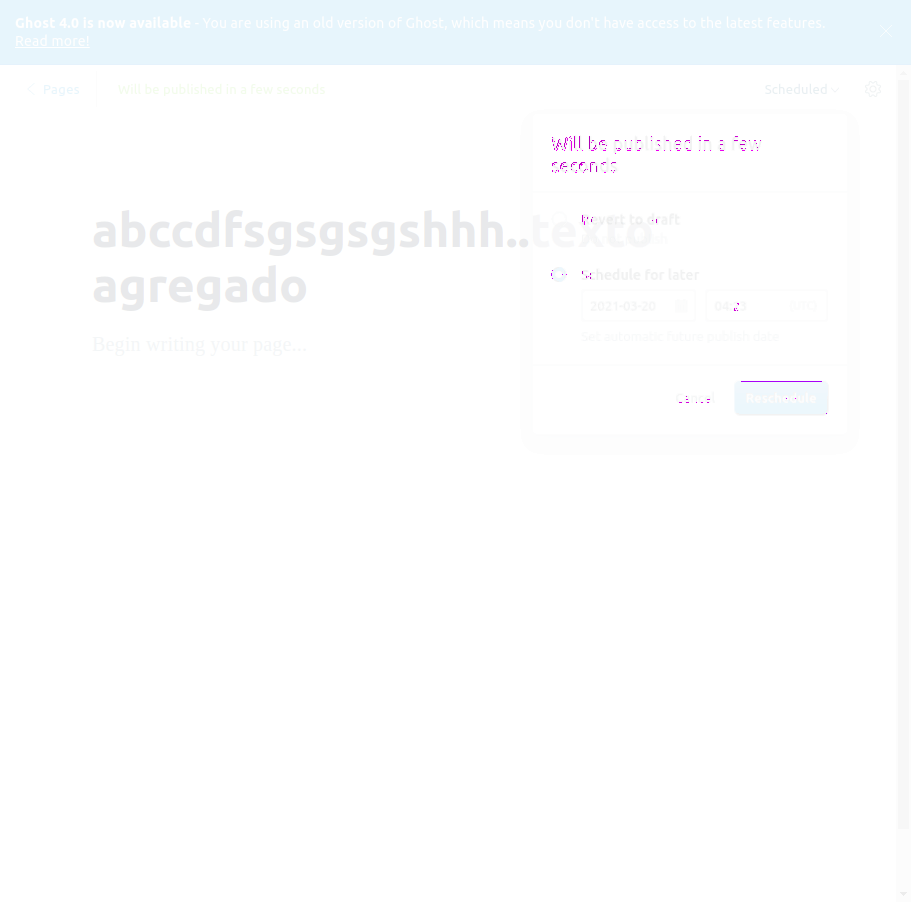 Ghost 4.0 is now available - You are using an old version of Ghost, which means you don't have access to the latest features.
Read more!
Pages
Will be published in a few seconds
Scheduled
Will be published in a few
seconds
Revert to draft
abccdfsgsgsgshhh..texto
agregado
Schedule for later
2021-03-20
Set automatic future publish date
Begin writing your page...
Cancel
Reschedule